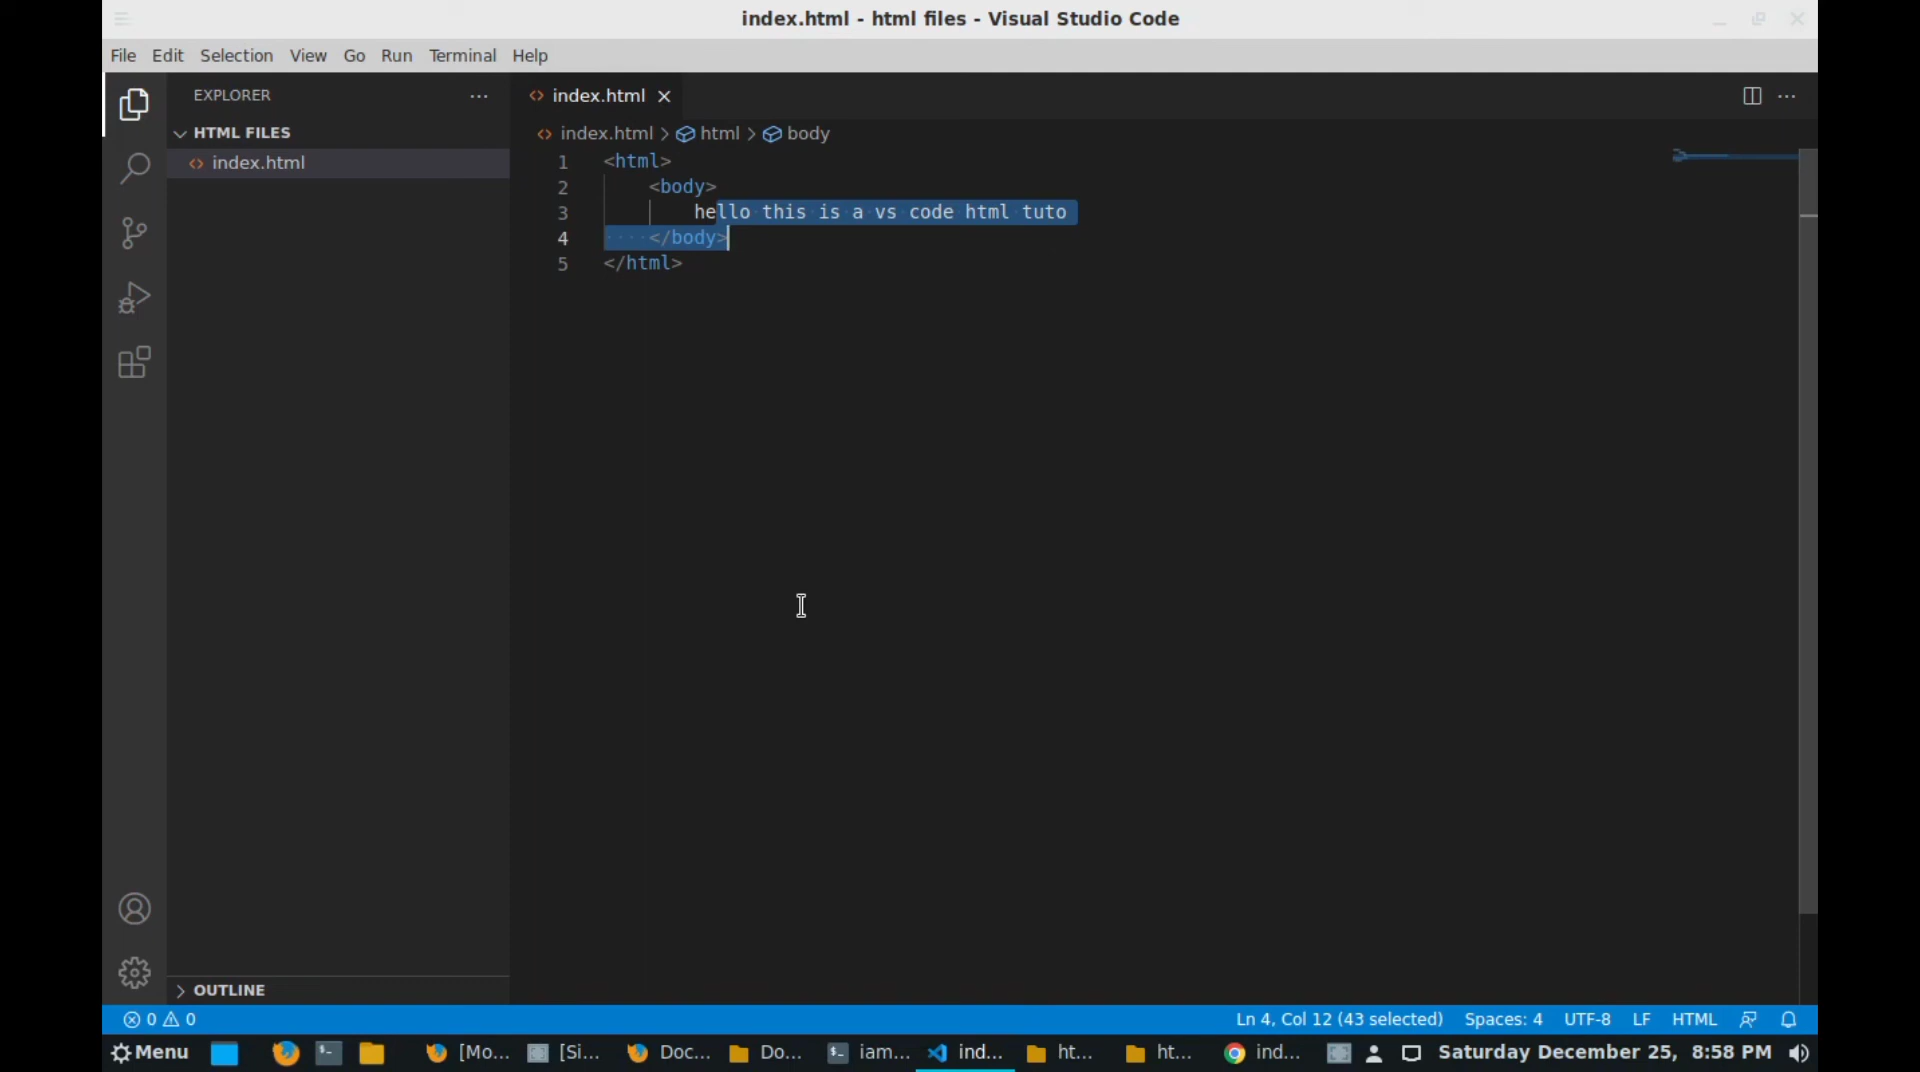 index.html - html files - Visual Studio Code
File Edit Selection View Go Run Terminal Help
EXPLORER
HTML FILES
index.html
index.html
index.html > html > body
1 <html>
2 <body>
3 hello this is a vs code html tuto
4 </body>
5 </html>
OUTLINE
0 0
Ln 4, Col 12 (43 selected) Spaces: 4 UTF-8 LF HTML
Menu [Mo... [Si... Doc... Do... iam... ind... ht... ht... ind... Saturday December 25, 8:58 PM